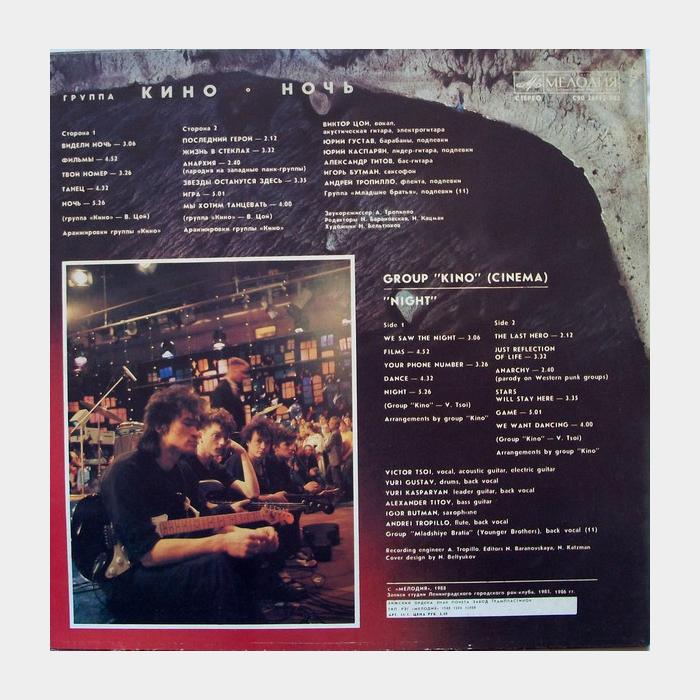 ГРУППА КИНО • НОЧЬ
МЕЛОДИЯ
СТЕРЕО
Сторона 1
ВИДЕЛИ НОЧЬ — 3.06
ФИЛЬМЫ — 4.52
ТВОЙ НОМЕР — 3.26
ТАНЕЦ — 4.32
НОЧЬ — 5.26
(группа «Кино» — В. Цой)
Аранжировки группы «Кино»
Сторона 2
ПОСЛЕДНИЙ ГЕРОЙ — 2.12
ЖИЗНЬ В СТЕКЛАХ — 3.32
АНАРХИЯ — 2.40
(пародия на западные панк-группы)
ЗВЕЗДЫ ОСТАНУТСЯ ЗДЕСЬ — 3.35
ИГРА — 5.01
МЫ ХОТИМ ТАНЦЕВАТЬ — 4.00
(группа «Кино» — В. Цой)
Аранжировки группы «Кино»
ВИКТОР ЦОЙ, вокал,
акустическая гитара, электрогитара
ЮРИЙ ГУСТАВ, барабаны, подпевки
ЮРИЙ КАСПАРЯН, лидер-гитара, подпевки
АЛЕКСАНДР ТИТОВ, бас-гитара
ИГОРЬ БУТМАН, саксофон
АНДРЕЙ ТРОПИЛЛО, флейта, подпевки
Группа «Младшие братья», подпевки (11)
Звукорежиссер А. Тропилло
Редакторы Н. Барановская, Н. Кацман
Художник Н. Бельтюков
GROUP "KINO" (CINEMA)
"NIGHT"
Side 1
WE SAW THE NIGHT — 3.06
FILMS — 4.52
YOUR PHONE NUMBER — 3.26
DANCE — 4.32
NIGHT — 5.26
(Group "Kino" — V. Tsoi)
Arrangements by group "Kino"
Side 2
THE LAST HERO — 2.12
JUST REFLECTION
OF LIFE — 3.32
ANARCHY — 2.40
(parody on Western punk groups)
STARS
WILL STAY HERE — 3.35
GAME — 5.01
WE WANT DANCING — 4.00
(Group "Kino" — V. Tsoi)
Arrangements by group "Kino"
VICTOR TSOI, vocal, acoustic guitar, electric guitar
YURI GUSTAV, drums, back vocal
YURI KASPARYAN, leader guitar, back vocal
ALEXANDER TITOV, bass guitar
IGOR BUTMAN, saxophone
ANDREI TROPILLO, flute, back vocal
Group "Mladshiye Bratia" (Younger Brothers), back vocal (11)
Recording engineer A. Tropillo. Editors N. Baranovskaya, N. Katzman
Cover design by N. Beltyukov
© «МЕЛОДИЯ», 1988
Записи студии Ленинградского городского рок-клуба, 1985, 1986 гг.